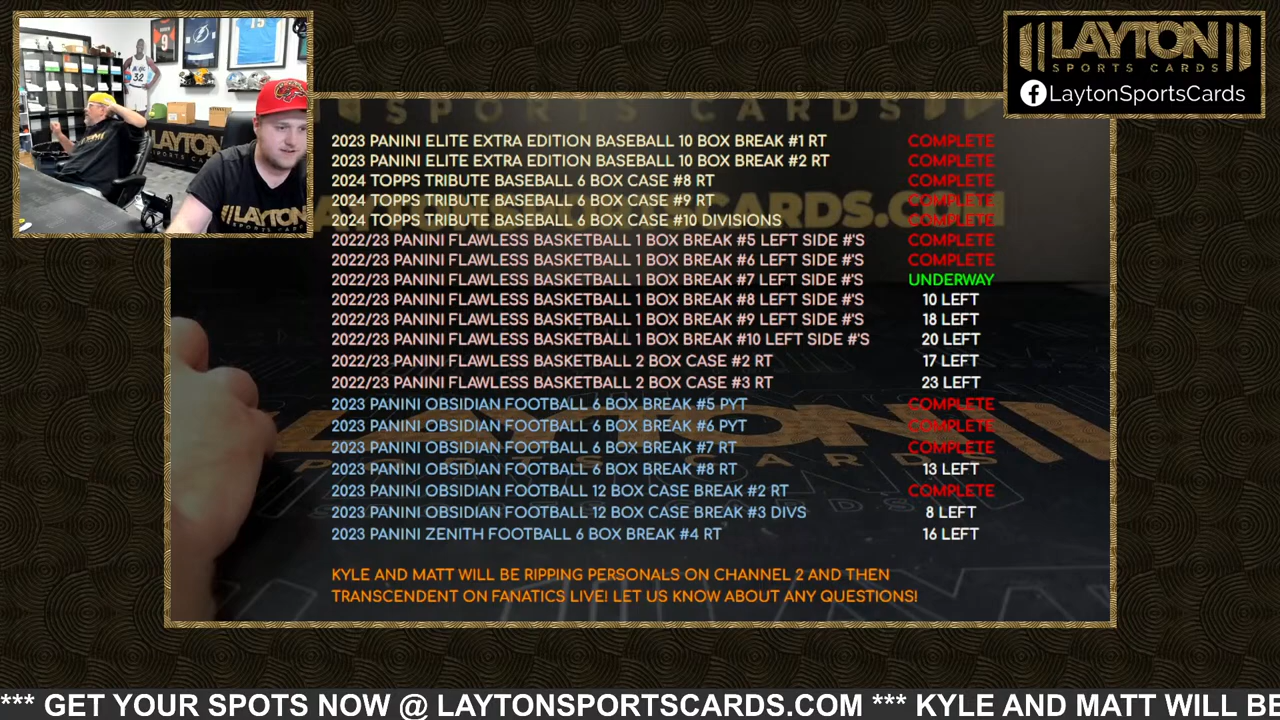 LAYTON
SPORTS CARDS
LaytonSportsCards
9
75
32
LAYTON
SPORTS CARDS
LAYTON
SPORTS CARDS
2023 PANINI ELITE EXTRA EDITION BASEBALL 10 BOX BREAK #1 RT COMPLETE
2023 PANINI ELITE EXTRA EDITION BASEBALL 10 BOX BREAK #2 RT COMPLETE
2024 TOPPS TRIBUTE BASEBALL 6 BOX CASE #8 RT COMPLETE
2024 TOPPS TRIBUTE BASEBALL 6 BOX CASE #9 RT COMPLETE
2024 TOPPS TRIBUTE BASEBALL 6 BOX CASE #10 DIVISIONS COMPLETE
2022/23 PANINI FLAWLESS BASKETBALL 1 BOX BREAK #5 LEFT SIDE #'S COMPLETE
2022/23 PANINI FLAWLESS BASKETBALL 1 BOX BREAK #6 LEFT SIDE #'S COMPLETE
2022/23 PANINI FLAWLESS BASKETBALL 1 BOX BREAK #7 LEFT SIDE #'S UNDERWAY
2022/23 PANINI FLAWLESS BASKETBALL 1 BOX BREAK #8 LEFT SIDE #'S 10 LEFT
2022/23 PANINI FLAWLESS BASKETBALL 1 BOX BREAK #9 LEFT SIDE #'S 18 LEFT
2022/23 PANINI FLAWLESS BASKETBALL 1 BOX BREAK #10 LEFT SIDE #'S 20 LEFT
2022/23 PANINI FLAWLESS BASKETBALL 2 BOX CASE #2 RT 17 LEFT
2022/23 PANINI FLAWLESS BASKETBALL 2 BOX CASE #3 RT 23 LEFT
2023 PANINI OBSIDIAN FOOTBALL 6 BOX BREAK #5 PYT COMPLETE
2023 PANINI OBSIDIAN FOOTBALL 6 BOX BREAK #6 PYT COMPLETE
2023 PANINI OBSIDIAN FOOTBALL 6 BOX BREAK #7 RT COMPLETE
2023 PANINI OBSIDIAN FOOTBALL 6 BOX BREAK #8 RT 13 LEFT
2023 PANINI OBSIDIAN FOOTBALL 12 BOX CASE BREAK #2 RT COMPLETE
2023 PANINI OBSIDIAN FOOTBALL 12 BOX CASE BREAK #3 DIVS 8 LEFT
2023 PANINI ZENITH FOOTBALL 6 BOX BREAK #4 RT 16 LEFT
KYLE AND MATT WILL BE RIPPING PERSONALS ON CHANNEL 2 AND THEN
TRANSCENDENT ON FANATICS LIVE! LET US KNOW ABOUT ANY QUESTIONS!
*** GET YOUR SPOTS NOW @ LAYTONSPORTSCARDS.COM *** KYLE AND MATT WILL BE